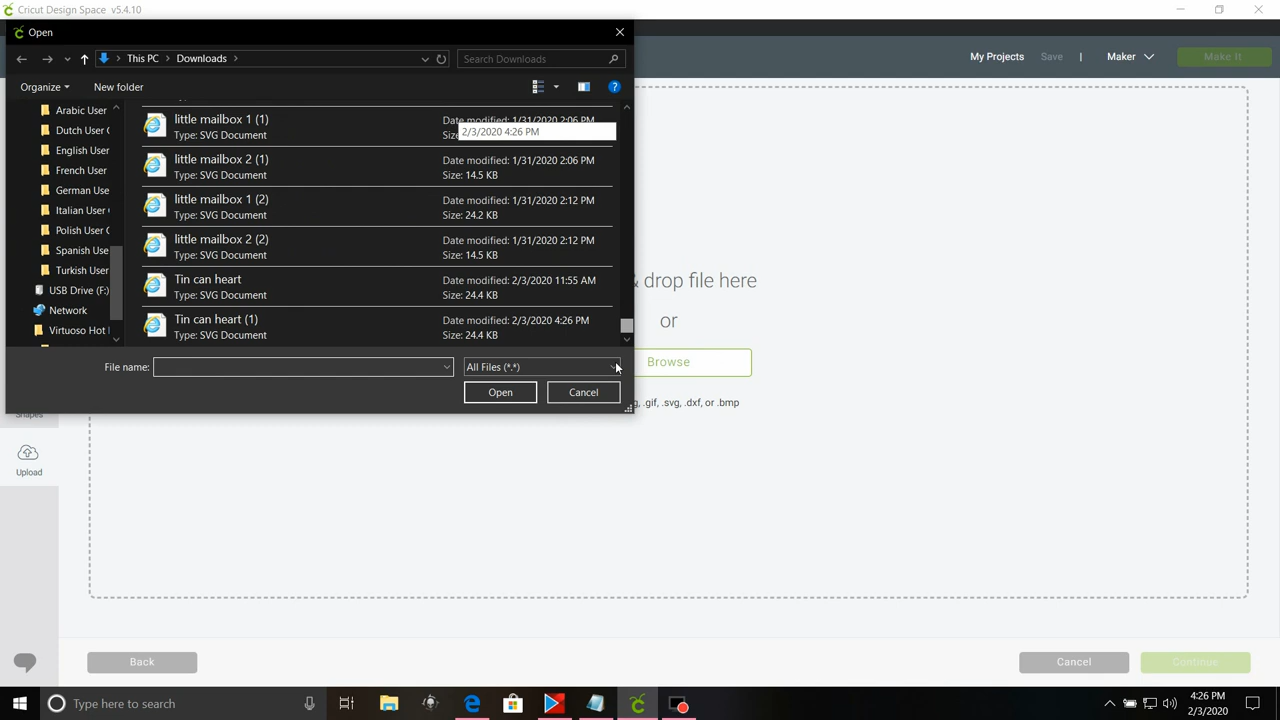 Cricut Design Space v5.4.10
Open
This PC > Downloads >
Search Downloads
My Projects Save | Maker Make It
Organize New folder
Arabic User
Dutch User
English User
French User
German Use
Italian User
Polish User
Spanish Use
Turkish User
USB Drive (F:)
Network
Virtuoso Hot
little mailbox 1 (1)
Type: SVG Document
Date modified: 1/31/2020 2:06 PM
2/3/2020 4:26 PM
little mailbox 2 (1)
Type: SVG Document
Date modified: 1/31/2020 2:06 PM
Size: 14.5 KB
little mailbox 1 (2)
Type: SVG Document
Date modified: 1/31/2020 2:12 PM
Size: 24.2 KB
little mailbox 2 (2)
Type: SVG Document
Date modified: 1/31/2020 2:12 PM
Size: 14.5 KB
Tin can heart
Type: SVG Document
Date modified: 2/3/2020 11:55 AM
Size: 24.4 KB
Tin can heart (1)
Type: SVG Document
Date modified: 2/3/2020 4:26 PM
Size: 24.4 KB
File name:
All Files (*.*)
Open Cancel
& drop file here
or
Browse
.gif, .svg, .dxf, or .bmp
Shapes
Upload
Back
Cancel Continue
Type here to search
4:26 PM
2/3/2020